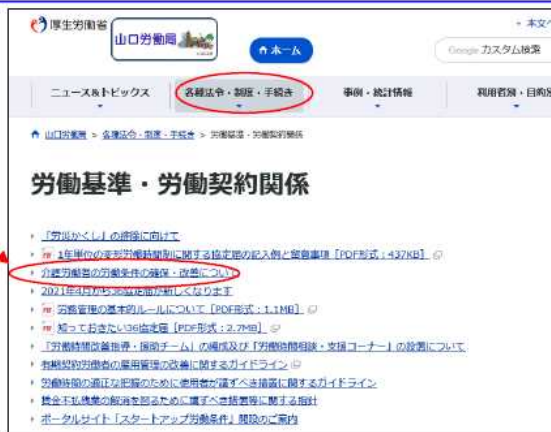 厚生労働省
山口労働局
ホーム
本文へ
Google カスタム検索
ニュース&トピックス 各種法令・制度・手続き 事例・統計情報 利用者別・目的別
山口労働局 > 各種法令・制度・手続き > 労働基準・労働契約関係
労働基準・労働契約関係
「労災かくし」の排除に向けて
1年単位の変形労働時間制に関する協定届の記入例と留意事項 [PDF形式:437KB]
介護労働者の労働条件の確保・改善について
2021年4月から36協定届が新しくなります
労務管理の基本的ルールについて [PDF形式:1.1MB]
知っておきたい36協定届 [PDF形式:2.7MB]
「労働時間改善指導・援助チーム」の編成及び「労働時間相談・支援コーナー」の設置について
有期契約労働者の雇用管理の改善に関するガイドライン
労働時間の適正な把握のために使用者が講ずべき措置に関するガイドライン
賃金不払残業の解消を図るために講ずべき措置等に関する指針
ポータルサイト「スタートアップ労働条件」開設のご案内